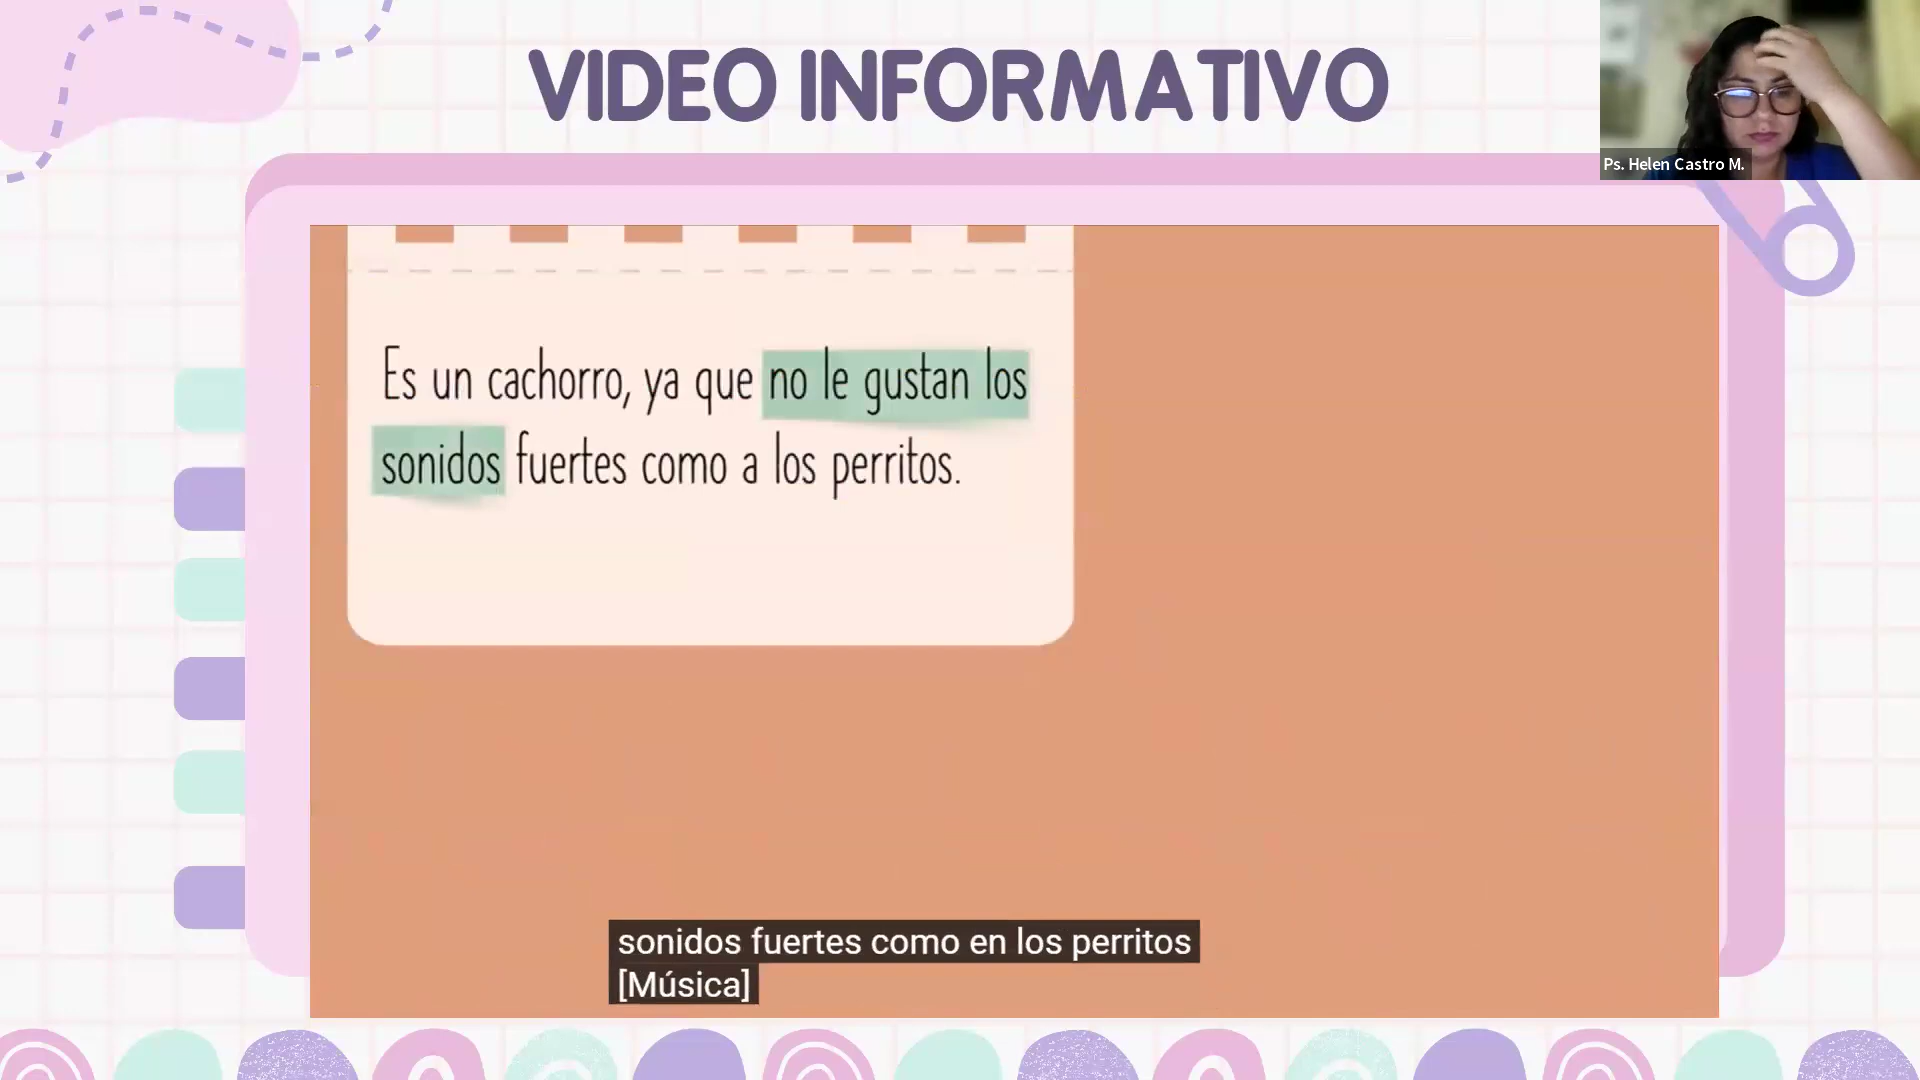 VIDEO INFORMATIVO
Ps. Helen Castro M.
Es un cachorro, ya que no le gustan los
sonidos fuertes como a los perritos.
sonidos fuertes como en los perritos
[Música]